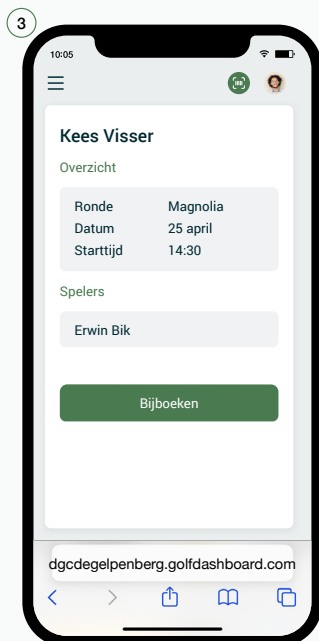 3
10:05
Kees Visser
Overzicht
Ronde Magnolia
Datum 25 april
Starttijd 14:30
Spelers
Erwin Bik
Bijboeken
dgcdegelpenberg.golfdashboard.com